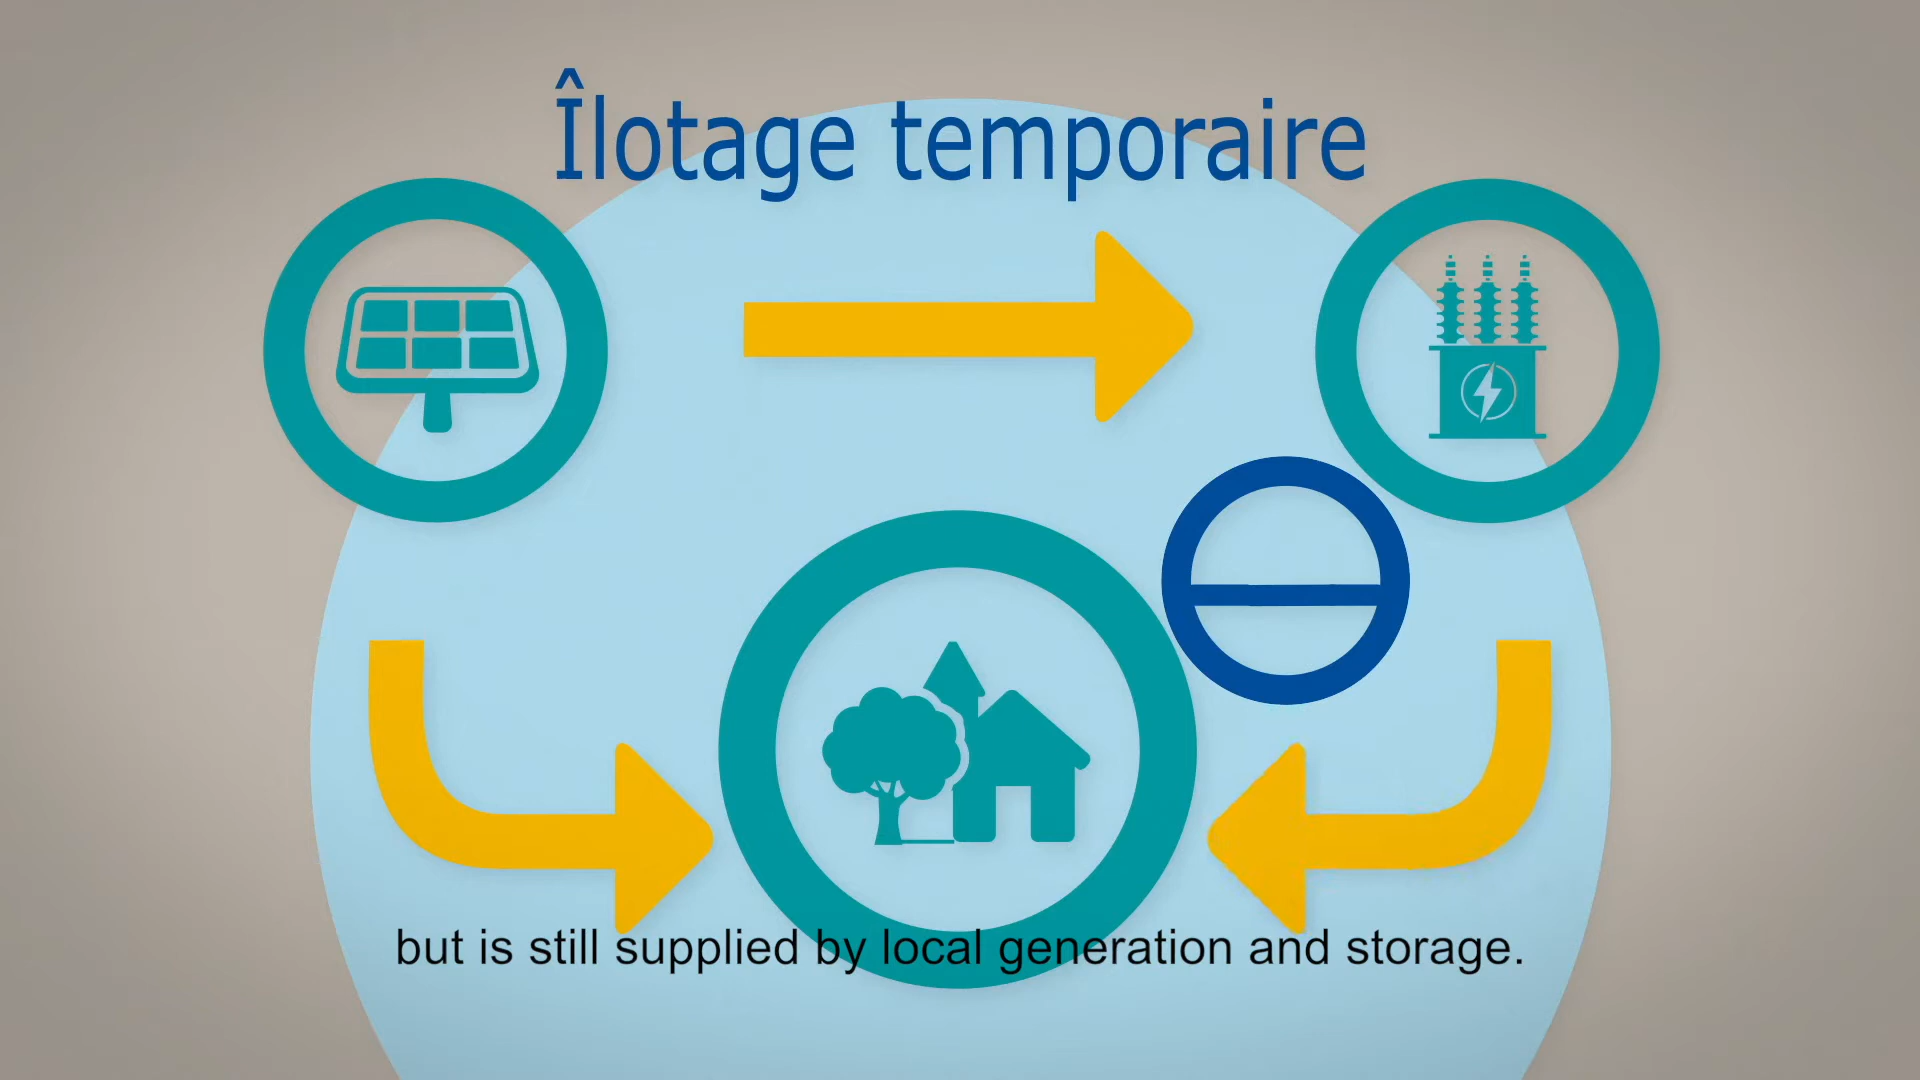 Îlotage temporaire
but is still supplied by local generation and storage.